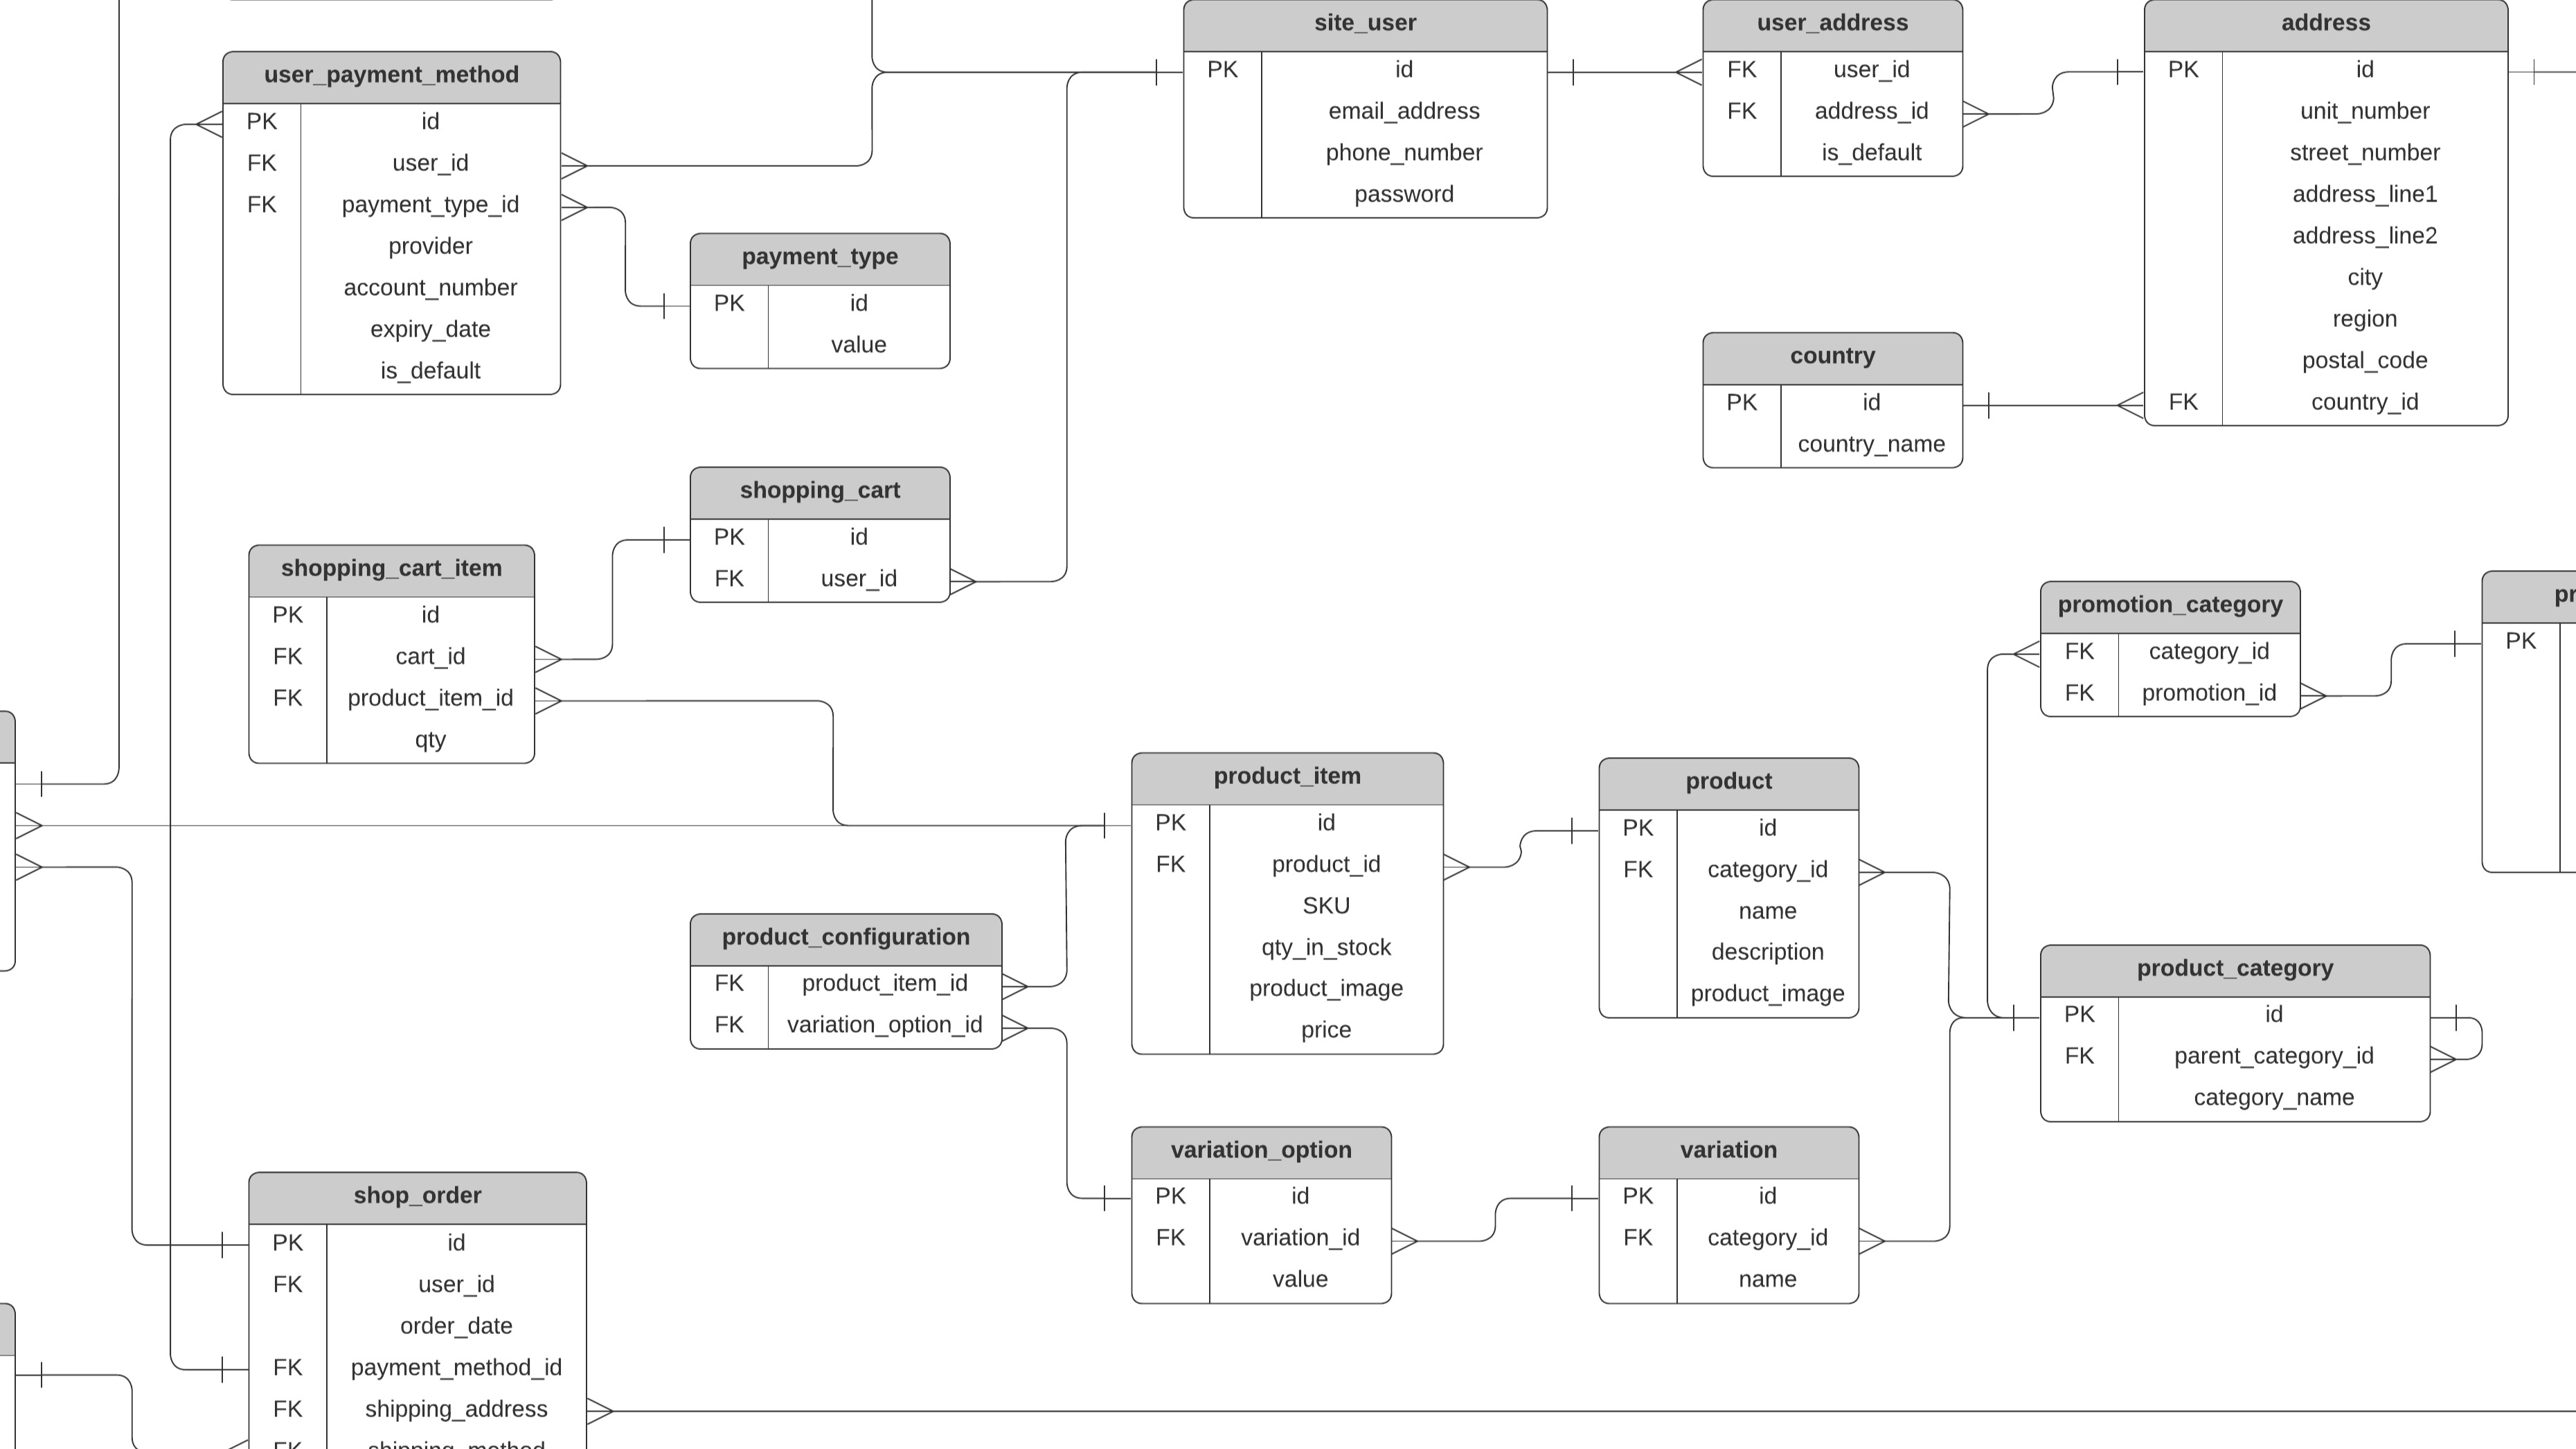 site_user
PK id
email_address
phone_number
password
user_address
FK user_id
FK address_id
is_default
address
PK id
unit_number
street_number
address_line1
address_line2
city
region
postal_code
FK country_id
user_payment_method
PK id
FK user_id
FK payment_type_id
provider
account_number
expiry_date
is_default
payment_type
PK id
value
country
PK id
country_name
shopping_cart
PK id
FK user_id
shopping_cart_item
PK id
FK cart_id
FK product_item_id
qty
promotion_category
FK category_id
FK promotion_id
pr
PK
product_item
PK id
FK product_id
SKU
qty_in_stock
product_image
price
product
PK id
FK category_id
name
description
product_image
product_configuration
FK product_item_id
FK variation_option_id
product_category
PK id
FK parent_category_id
category_name
variation_option
PK id
FK variation_id
value
variation
PK id
FK category_id
name
shop_order
PK id
FK user_id
order_date
FK payment_method_id
FK shipping_address
FK shipping_method